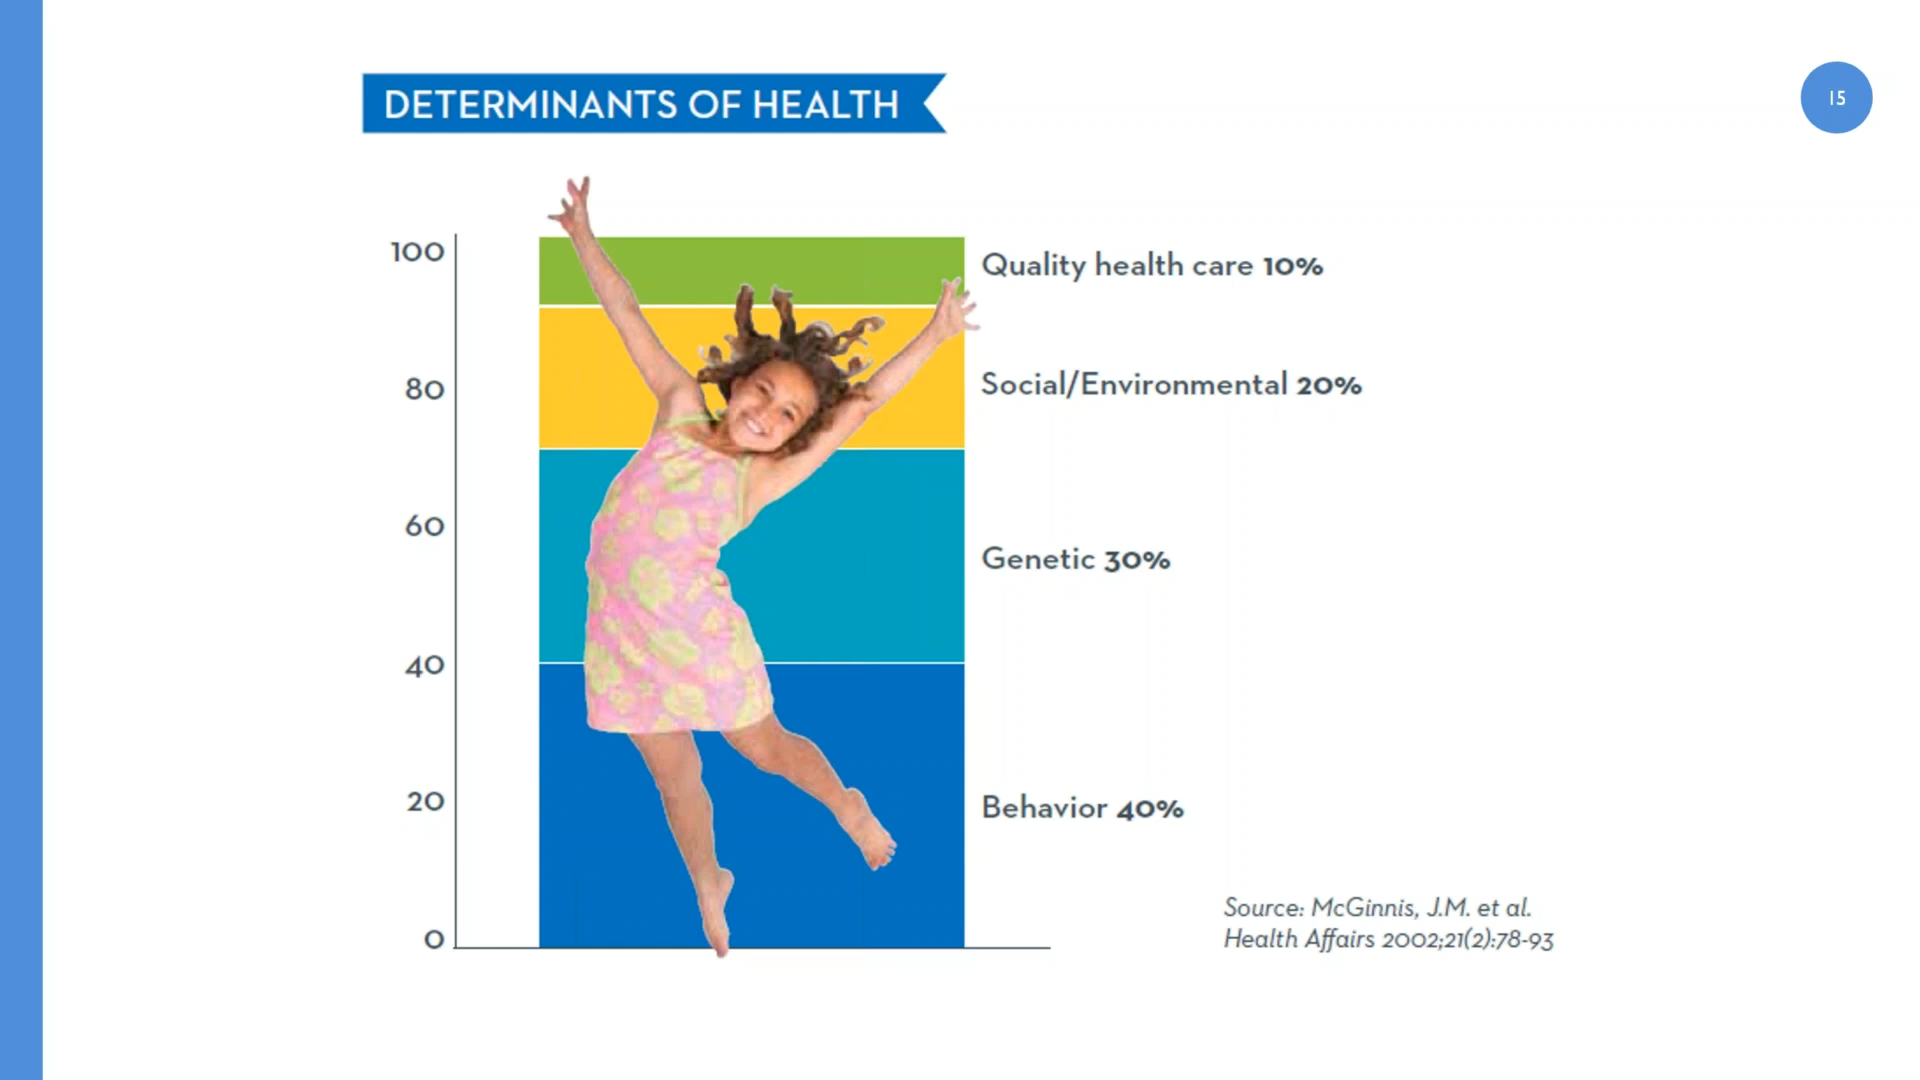 DETERMINANTS OF HEALTH
15
100
Quality health care 10%
80
Social/Environmental 20%
60
Genetic 30%
40
20
Behavior 40%
0
Source: McGinnis, J.M. et al.
Health Affairs 2002;21(2):78-93